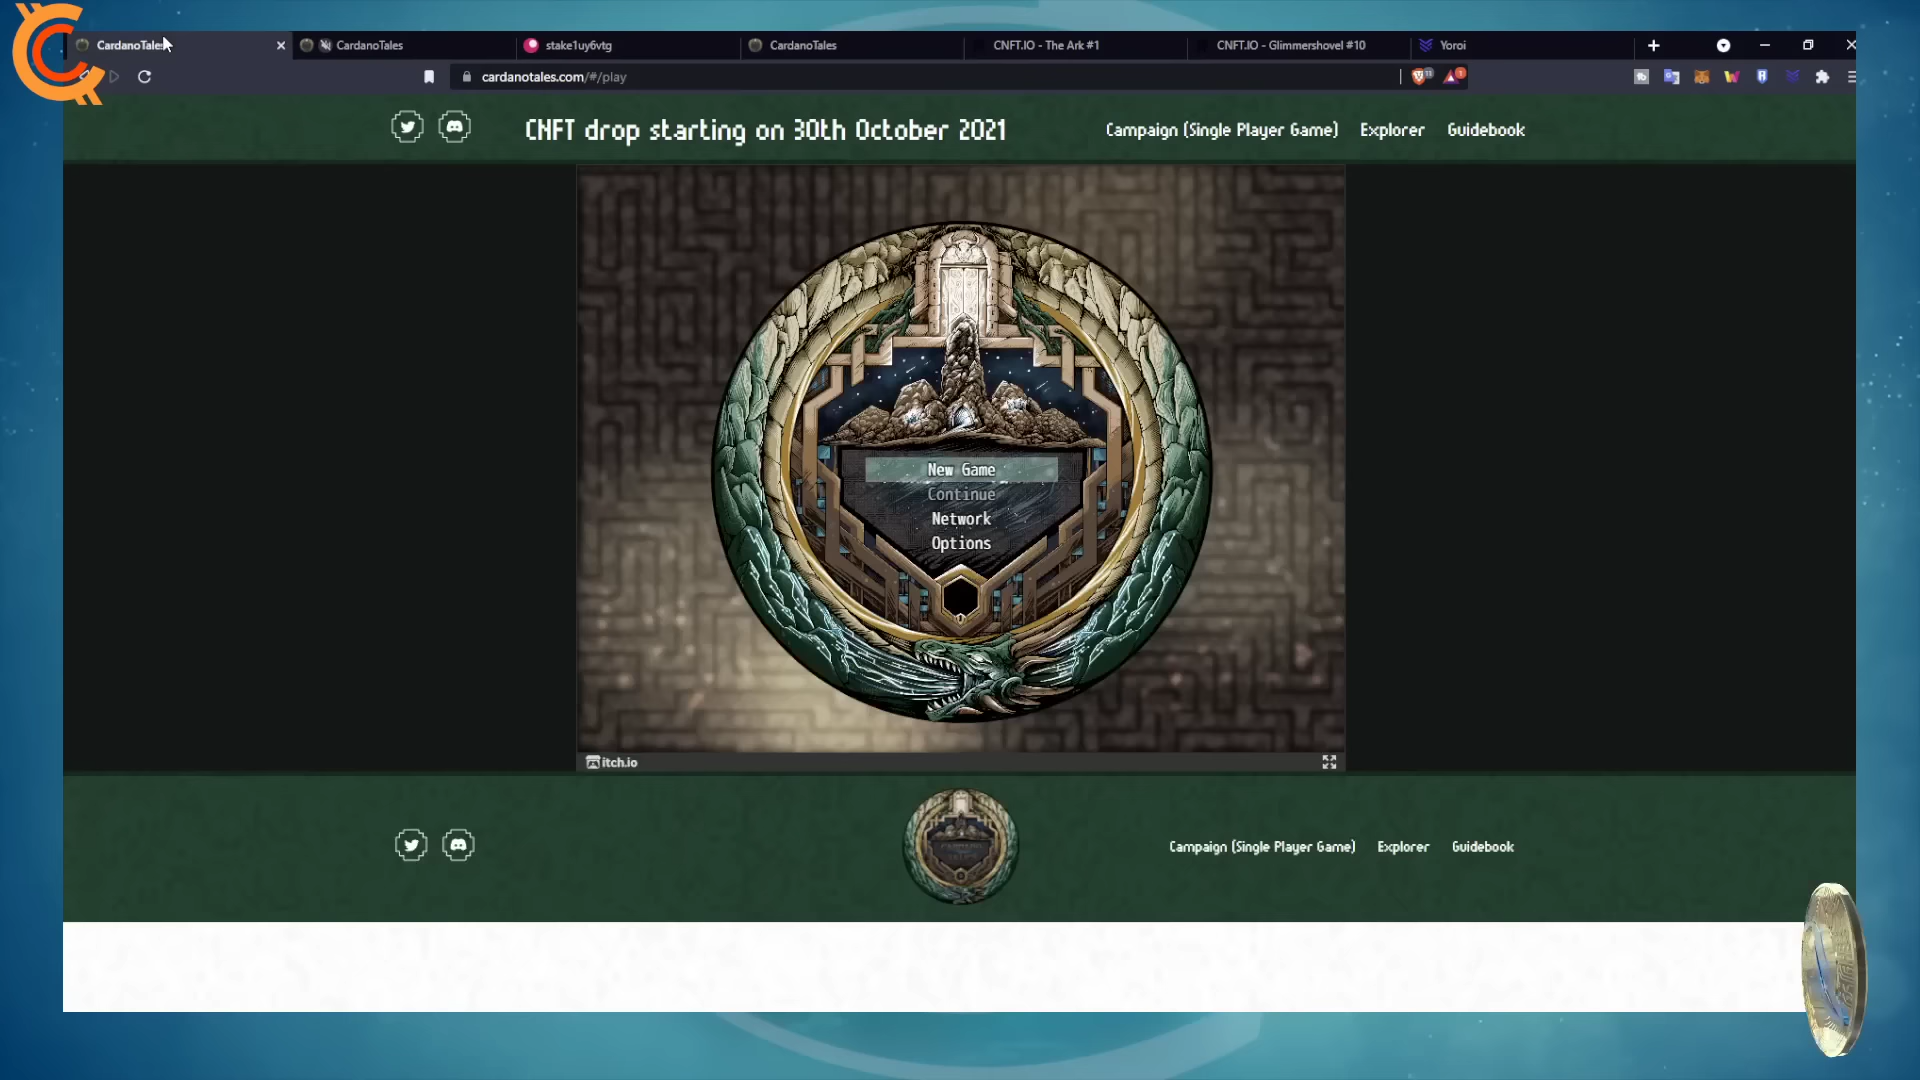 CardanoTales
CardanoTales
stake1uy6vtg
CardanoTales
CNFT.IO - The Ark #1
CNFT.IO - Glimmershovel #10
Yoroi
cardanotales.com/#/play
CNFT drop starting on 30th October 2021
Campaign (Single Player Game)
Explorer
Guidebook
New Game
Continue
Network
Options
itch.io
Campaign (Single Player Game)
Explorer
Guidebook